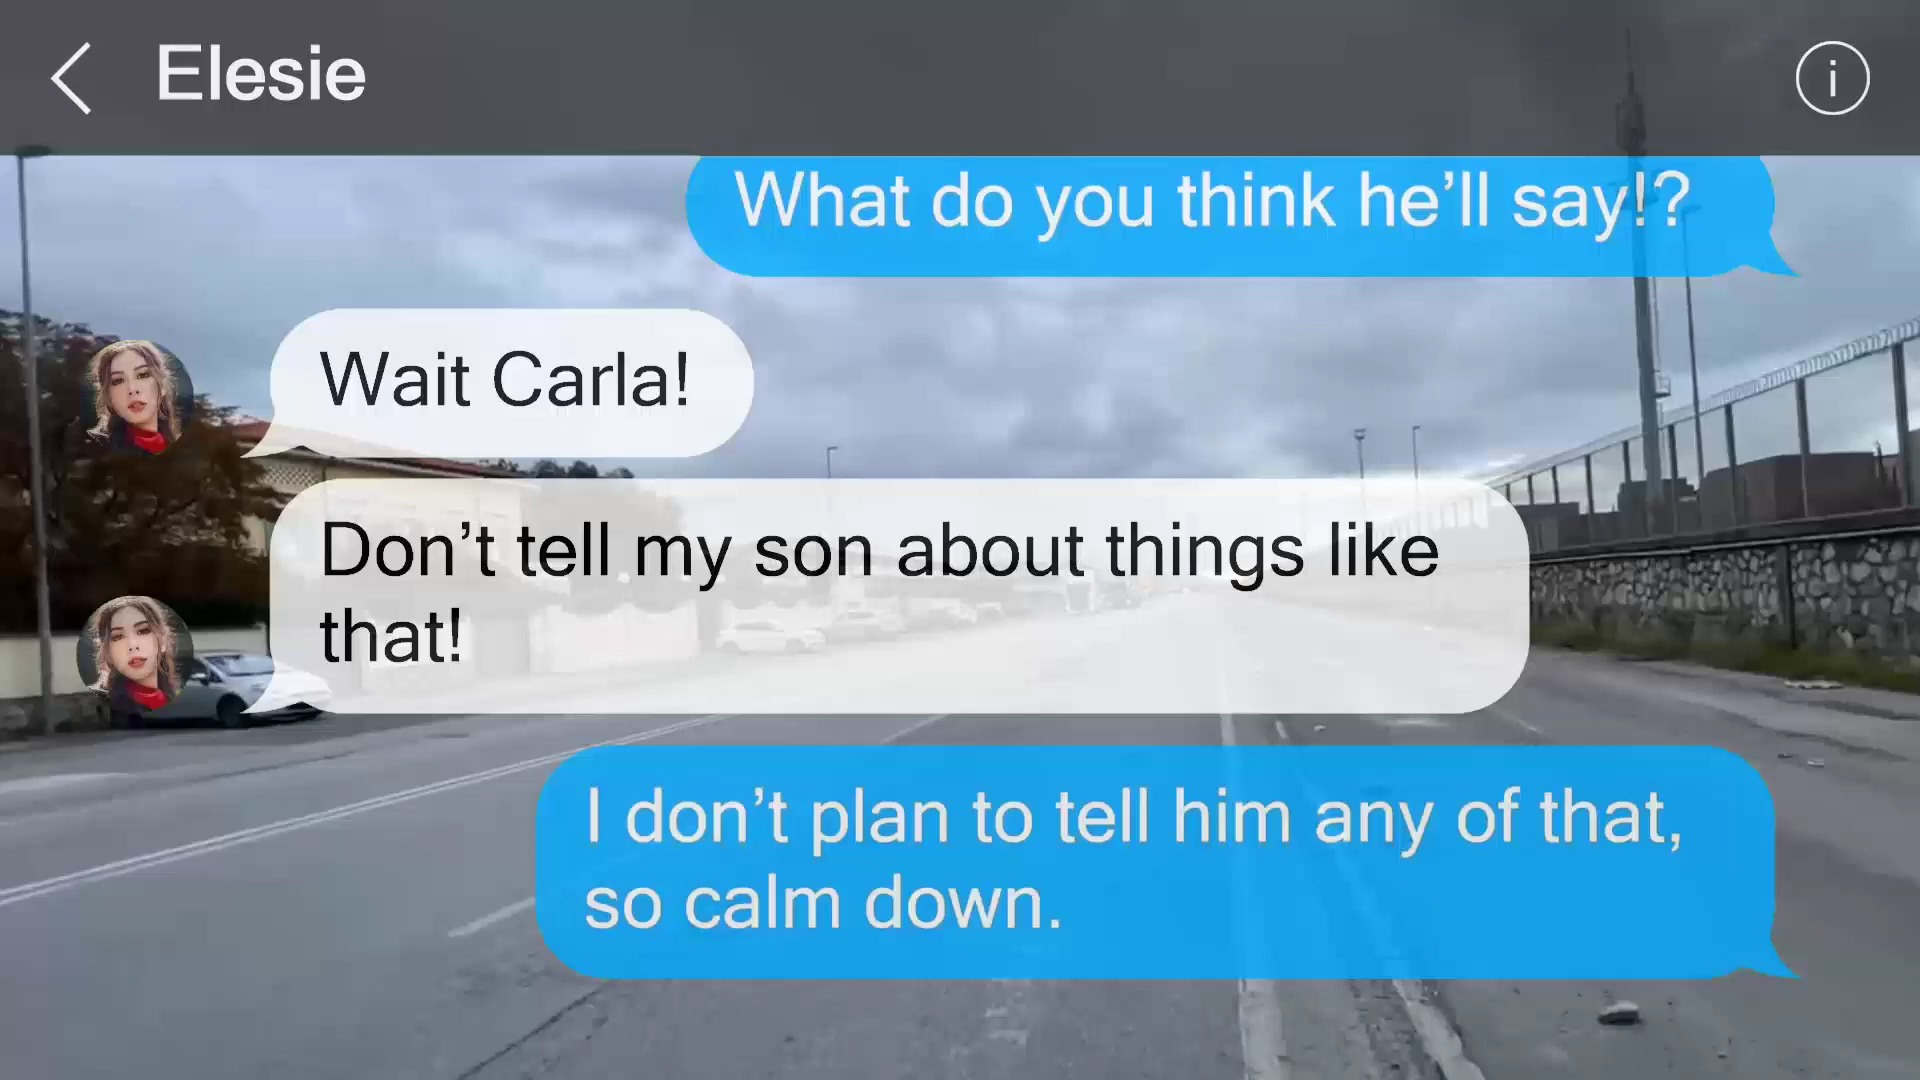 Elesie
What do you think he’ll say!?
Wait Carla!
Don’t tell my son about things like
that!
I don’t plan to tell him any of that,
so calm down.